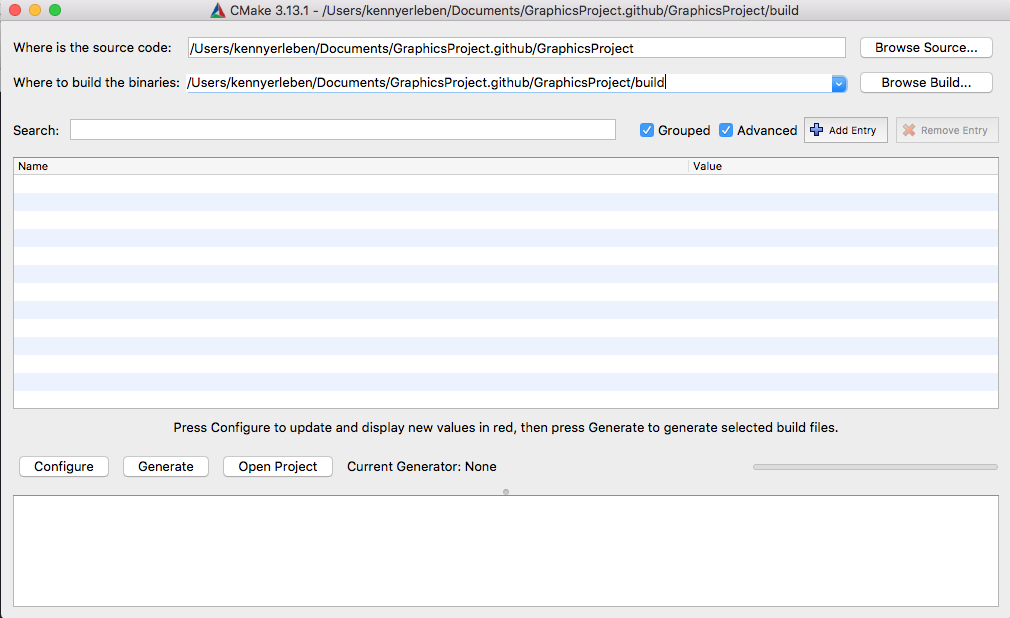 CMake 3.13.1 - /Users/kennyerleben/Documents/GraphicsProject.github/GraphicsProject/build
Where is the source code: /Users/kennyerleben/Documents/GraphicsProject.github/GraphicsProject Browse Source...
Where to build the binaries: /Users/kennyerleben/Documents/GraphicsProject.github/GraphicsProject/build Browse Build...
Search: Grouped Advanced Add Entry Remove Entry
Name Value
Press Configure to update and display new values in red, then press Generate to generate selected build files.
Configure Generate Open Project Current Generator: None